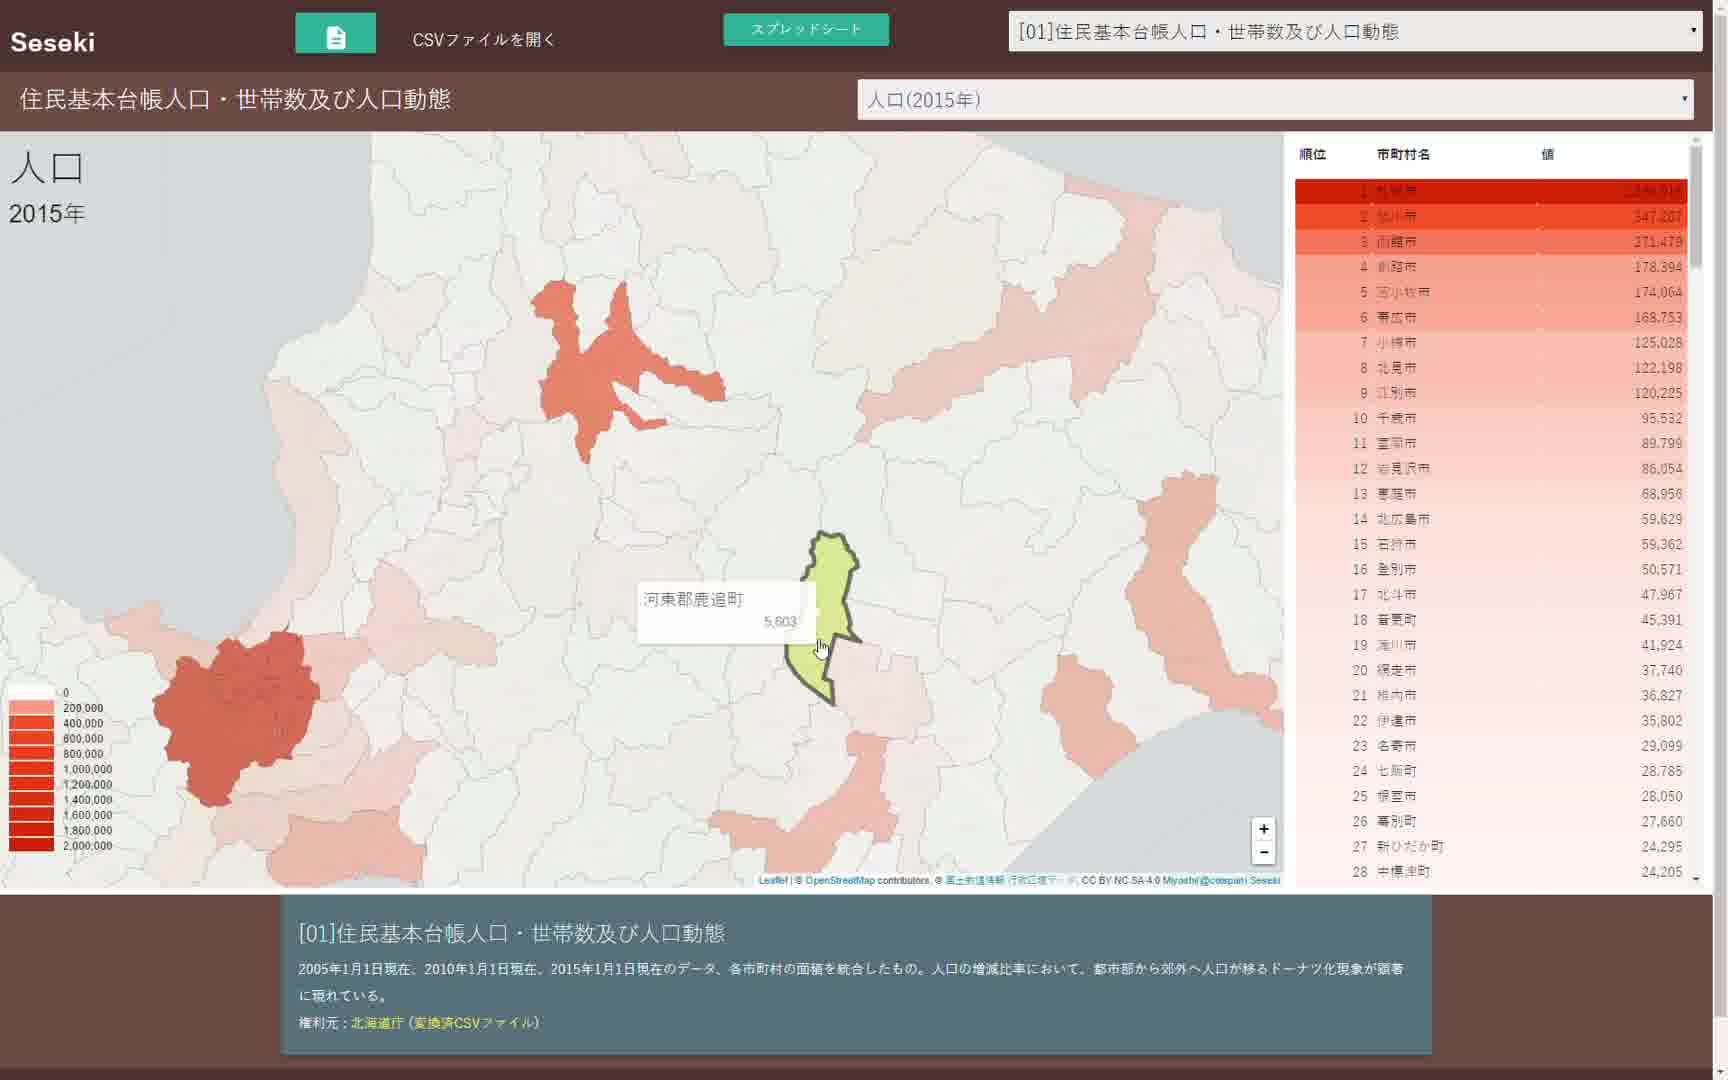 Seseki
CSVファイルを開く
スプレッドシート
[01]住民基本台帳人口・世帯数及び人口動態
住民基本台帳人口・世帯数及び人口動態
人口(2015年)
人口
2015年
順位 市町村名 値
1 札幌市
2 旭川市 347,207
3 函館市 271,479
4 釧路市 178,394
5 苫小牧市 174,064
6 帯広市 168,753
7 小樽市 125,028
8 北見市 122,198
9 江別市 120,225
10 千歳市 95,532
11 室蘭市 89,799
12 岩見沢市 86,054
13 恵庭市 68,956
14 北広島市 59,629
15 石狩市 59,362
16 登別市 50,571
17 北斗市 47,967
18 音更町 45,391
19 滝川市 41,924
20 網走市 37,740
21 稚内市 36,827
22 伊達市 35,802
23 名寄市 29,099
24 七飯町 28,785
25 根室市 28,050
26 幕別町 27,660
27 新ひだか町 24,295
28 中標津町 24,205
河東郡鹿追町
5,603
0
200,000
400,000
600,000
800,000
1,000,000
1,200,000
1,400,000
1,600,000
1,800,000
2,000,000
+
−
Leaflet | © OpenStreetMap contributors, © 国土数値情報 行政区域データ, CC BY-NC-SA-4.0 Seseki
[01]住民基本台帳人口・世帯数及び人口動態
2005年1月1日現在、2010年1月1日現在、2015年1月1日現在のデータ、各市町村の面積を統合したもの。人口の増減比率において、都市部から郊外へ人口が移るドーナツ化現象が顕著
に現れている。
権利元 : 北海道庁 (変換済CSVファイル)